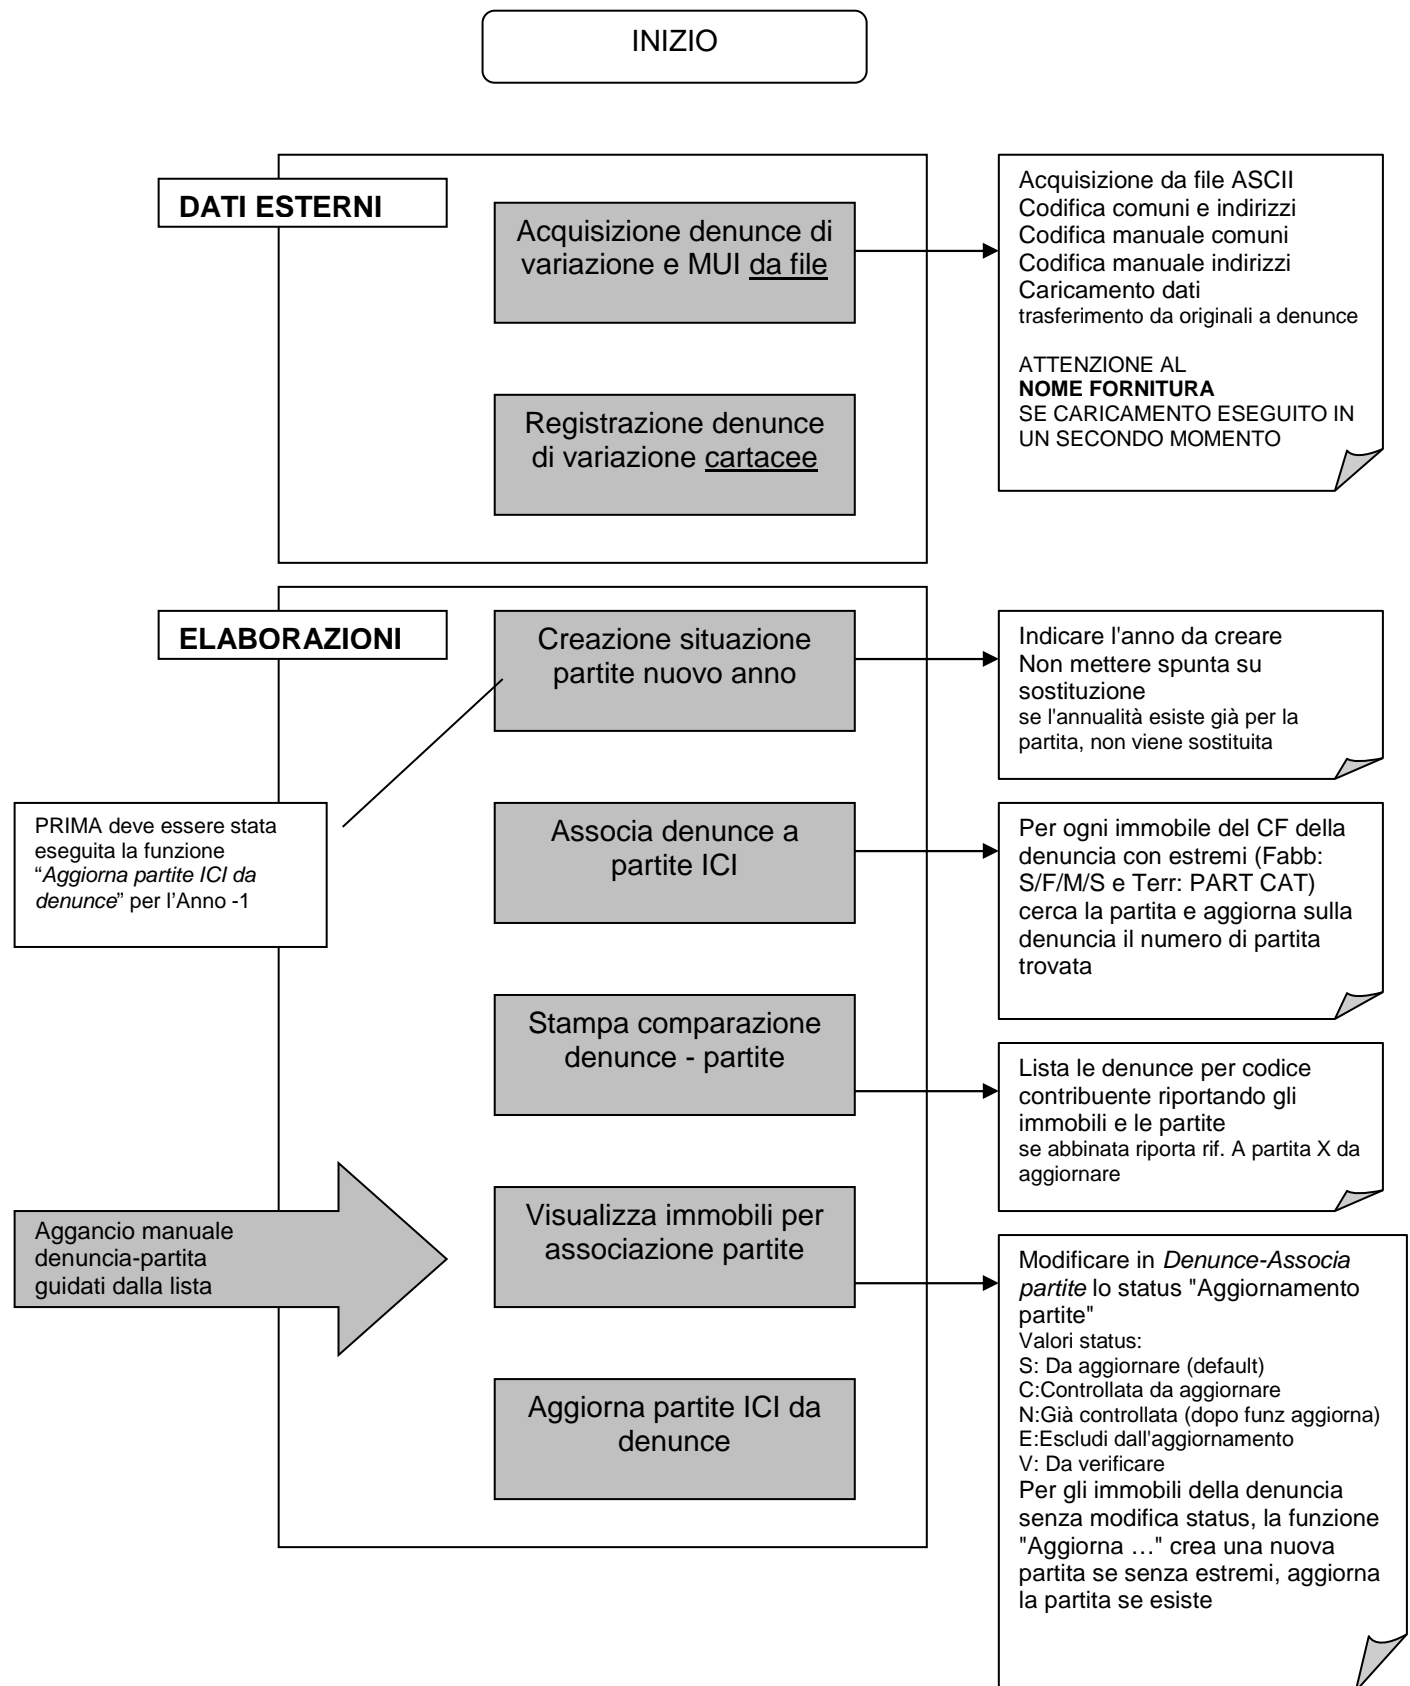 INIZIO
DATI ESTERNI
Acquisizione denunce di
variazione e MUI da file
Acquisizione da file ASCII
Codifica comuni e indirizzi
Codifica manuale comuni
Codifica manuale indirizzi
Caricamento dati
trasferimento da originali a denunce
ATTENZIONE AL
NOME FORNITURA
SE CARICAMENTO ESEGUITO IN
UN SECONDO MOMENTO
Registrazione denunce
di variazione cartacee
ELABORAZIONI
Creazione situazione
partite nuovo anno
Indicare l'anno da creare
Non mettere spunta su
sostituzione
se l'annualità esiste già per la
partita, non viene sostituita
PRIMA deve essere stata
eseguita la funzione
“Aggiorna partite ICI da
denunce” per l’Anno -1
Associa denunce a
partite ICI
Per ogni immobile del CF della
denuncia con estremi (Fabb:
S/F/M/S e Terr: PART CAT)
cerca la partita e aggiorna sulla
denuncia il numero di partita
trovata
Stampa comparazione
denunce - partite
Lista le denunce per codice
contribuente riportando gli
immobili e le partite
se abbinata riporta rif. A partita X da
aggiornare
Aggancio manuale
denuncia-partita
guidati dalla lista
Visualizza immobili per
associazione partite
Modificare in Denunce-Associa
partite lo status "Aggiornamento
partite"
Valori status:
S: Da aggiornare (default)
C:Controllata da aggiornare
N:Già controllata (dopo funz aggiorna)
E:Escludi dall'aggiornamento
V: Da verificare
Per gli immobili della denuncia
senza modifica status, la funzione
"Aggiorna …" crea una nuova
partita se senza estremi, aggiorna
la partita se esiste
Aggiorna partite ICI da
denunce